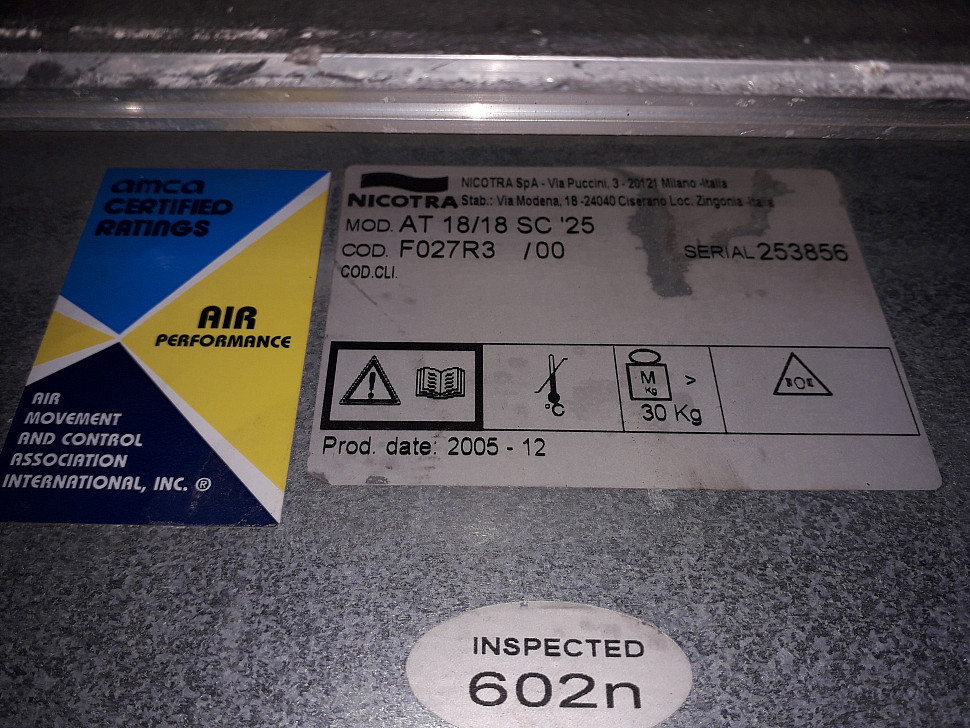 amca
CERTIFIED
RATINGS
AIR
PERFORMANCE
AIR
MOVEMENT
AND CONTROL
ASSOCIATION
INTERNATIONAL, INC. ®
NICOTRA
NICOTRA SpA - Via Puccini, 3 - 20121 Milano -Italia
Stab.: Via Modena, 18 -24040 Ciserano Loc. Zingonia -Italia
MOD. AT 18/18 SC '25
COD. F027R3 /00
SERIAL 253856
COD.CLI.
°C
M
Kg
>
30 Kg
Prod. date: 2005 - 12
INSPECTED
602n